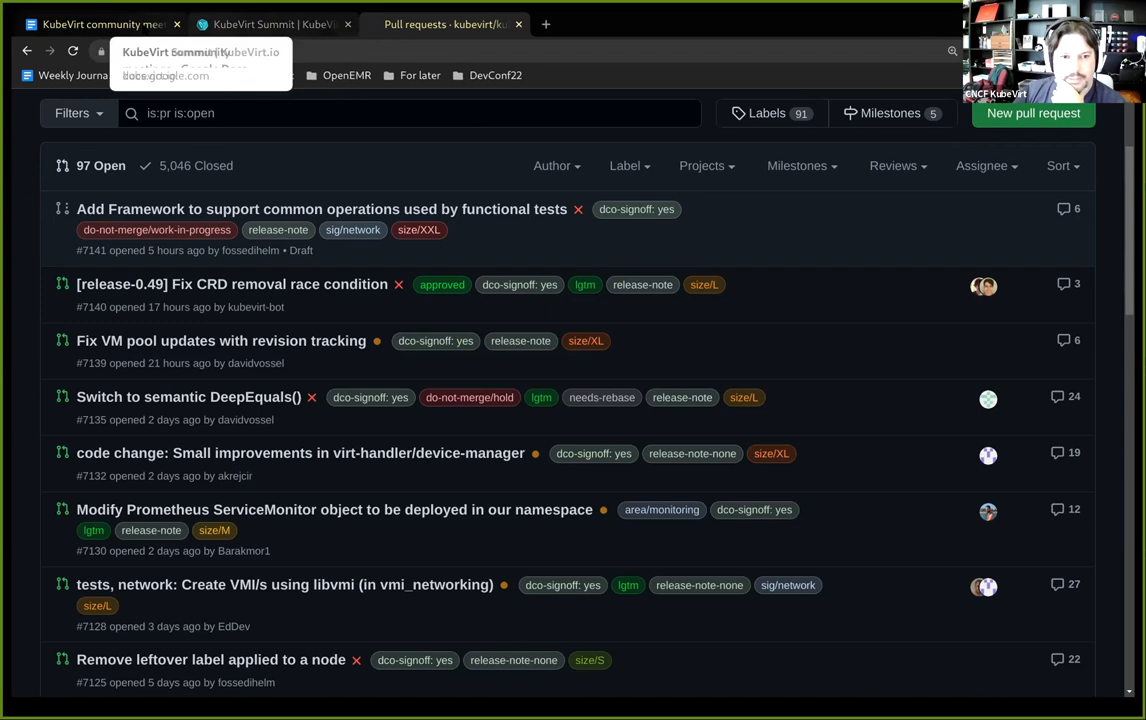 KubeVirt community mee
KubeVirt Summit | KubeVi
Pull requests · kubevirt/ku
KubeVirt Summit | KubeVirt.io
Weekly Journa
OpenEMR
For later
DevConf22
CNCF KubeVirt
Filters
is:pr is:open
Labels 91
Milestones 5
New pull request
97 Open
5,046 Closed
Author
Label
Projects
Milestones
Reviews
Assignee
Sort
Add Framework to support common operations used by functional tests
dco-signoff: yes
6
do-not-merge/work-in-progress
release-note
sig/network
size/XXL
#7141 opened 5 hours ago by fossedihelm • Draft
[release-0.49] Fix CRD removal race condition
approved
dco-signoff: yes
lgtm
release-note
size/L
3
#7140 opened 17 hours ago by kubevirt-bot
Fix VM pool updates with revision tracking
dco-signoff: yes
release-note
size/XL
6
#7139 opened 21 hours ago by davidvossel
Switch to semantic DeepEquals()
dco-signoff: yes
do-not-merge/hold
lgtm
needs-rebase
release-note
size/L
24
#7135 opened 2 days ago by davidvossel
code change: Small improvements in virt-handler/device-manager
dco-signoff: yes
release-note-none
size/XL
19
#7132 opened 2 days ago by akrejcir
Modify Prometheus ServiceMonitor object to be deployed in our namespace
area/monitoring
dco-signoff: yes
12
lgtm
release-note
size/M
#7130 opened 2 days ago by Barakmor1
tests, network: Create VMI/s using libvmi (in vmi_networking)
dco-signoff: yes
lgtm
release-note-none
sig/network
27
size/L
#7128 opened 3 days ago by EdDev
Remove leftover label applied to a node
dco-signoff: yes
release-note-none
size/S
22
#7125 opened 5 days ago by fossedihelm